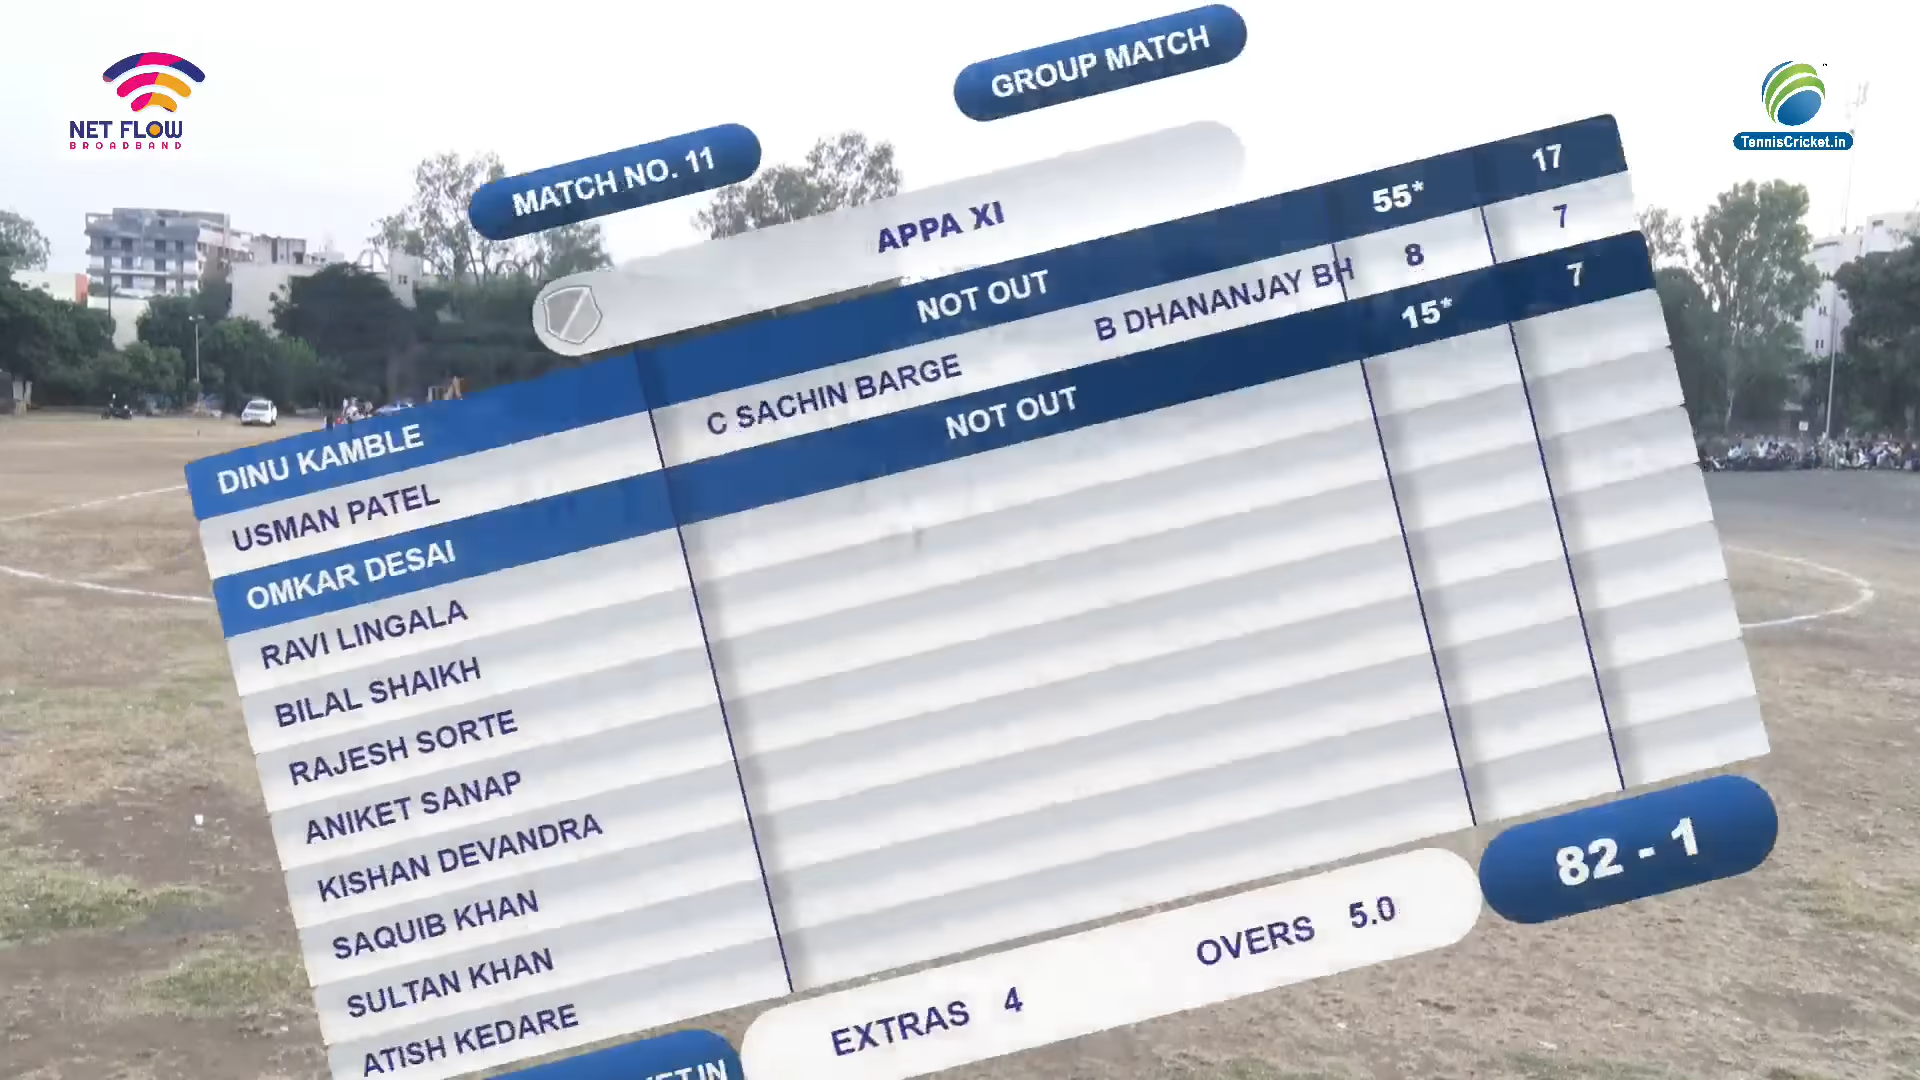 NET FLOW
BROADBAND
TennisCricket.in
GROUP MATCH
MATCH NO. 11
APPA XI
DINU KAMBLE NOT OUT 55* 17
USMAN PATEL C SACHIN BARGE B DHANANJAY BH 8 7
OMKAR DESAI NOT OUT 15* 7
RAVI LINGALA
BILAL SHAIKH
RAJESH SORTE
ANIKET SANAP
KISHAN DEVANDRA
SAQUIB KHAN
SULTAN KHAN
ATISH KEDARE
EXTRAS 4 OVERS 5.0 82 - 1